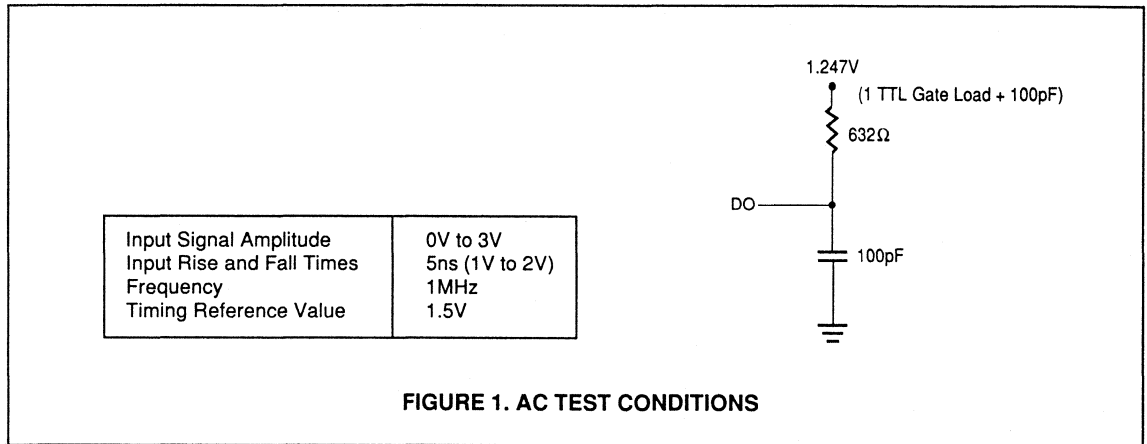 1.247V
(1 TTL Gate Load + 100pF)
632Ω
DO
100pF
Input Signal Amplitude 0V to 3V
Input Rise and Fall Times 5ns (1V to 2V)
Frequency 1MHz
Timing Reference Value 1.5V
FIGURE 1. AC TEST CONDITIONS